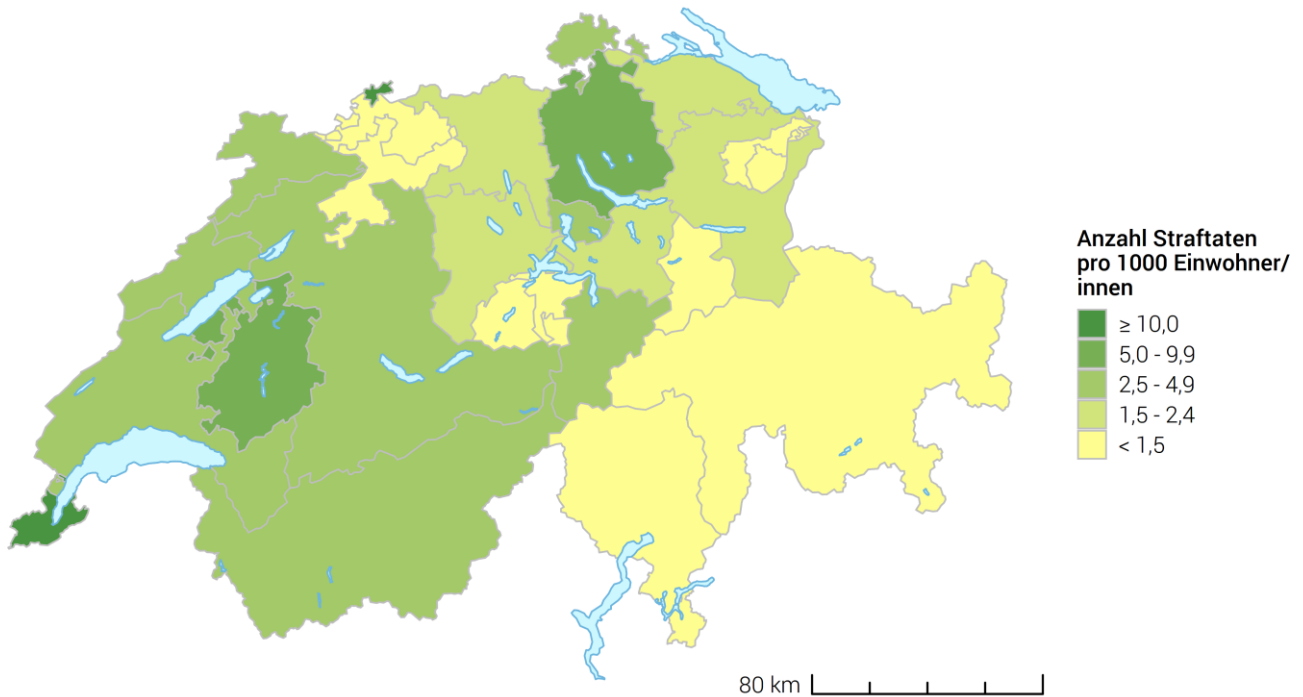 Anzahl Straftaten
pro 1000 Einwohner/
innen
≥ 10,0
5,0 - 9,9
2,5 - 4,9
1,5 - 2,4
< 1,5
80 km